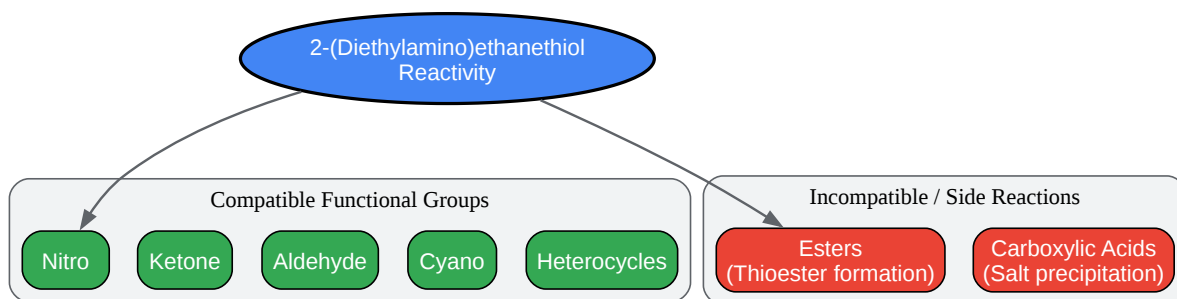 2-(Diethylamino)ethanethiol
Reactivity
Compatible Functional Groups
Incompatible / Side Reactions
Nitro
Ketone
Aldehyde
Cyano
Heterocycles
Esters
(Thioester formation)
Carboxylic Acids
(Salt precipitation)